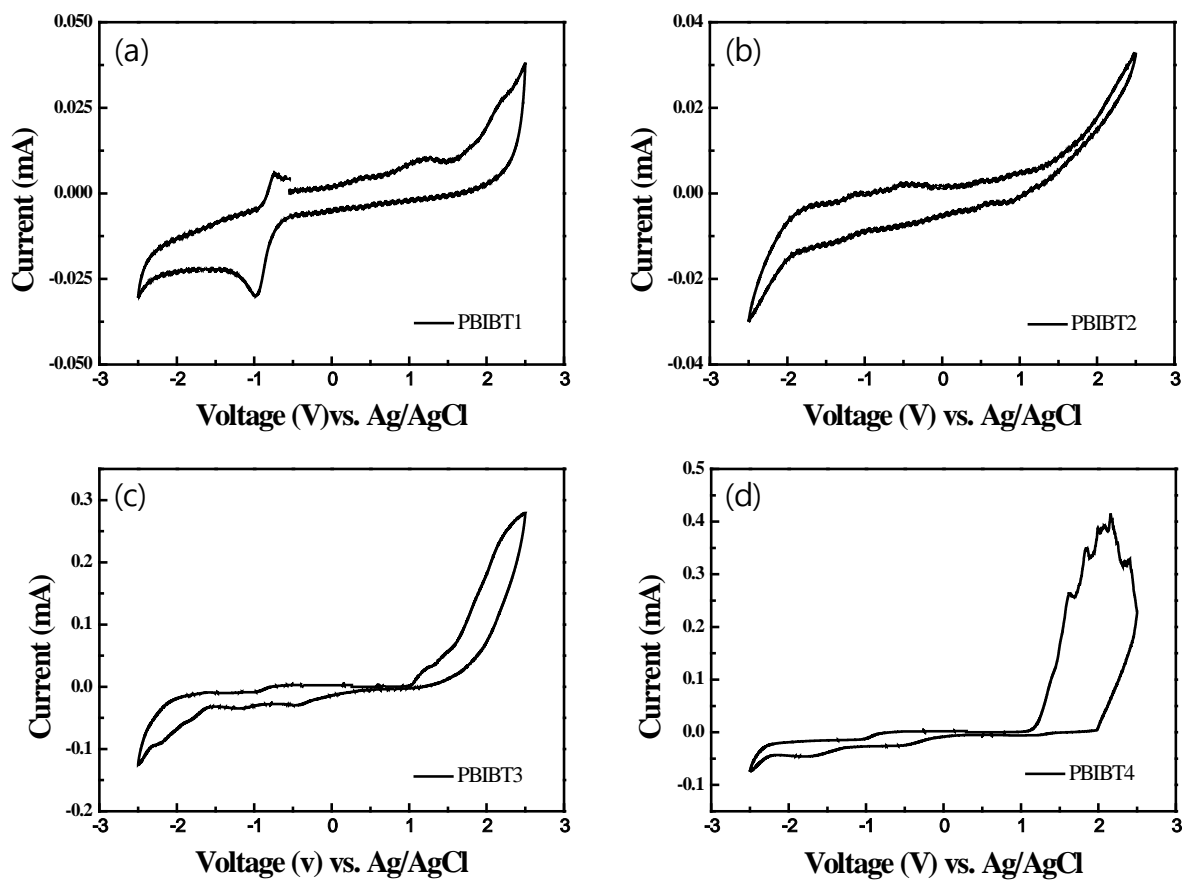 (a)
0.050
0.025
0.000
-0.025
-0.050
Current (mA)
PBIBT1
-3 -2 -1 0 1 2 3
Voltage (V)vs. Ag/AgCl
(b)
0.04
0.02
0.00
-0.02
-0.04
Current (mA)
PBIBT2
-3 -2 -1 0 1 2 3
Voltage (V) vs. Ag/AgCl
(c)
0.3
0.2
0.1
0.0
-0.1
-0.2
Current (mA)
PBIBT3
-3 -2 -1 0 1 2 3
Voltage (v) vs. Ag/AgCl
(d)
0.5
0.4
0.3
0.2
0.1
0.0
-0.1
Current (mA)
PBIBT4
-3 -2 -1 0 1 2 3
Voltage (V) vs. Ag/AgCl